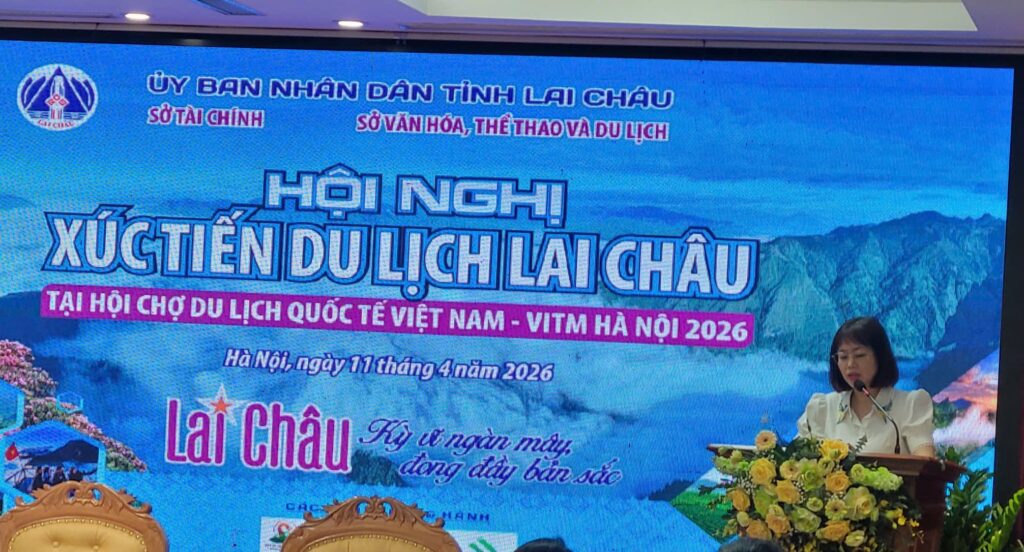 LAI CHÂU
ỦY BAN NHÂN DÂN TỈNH LAI CHÂU
SỞ TÀI CHÍNH
SỞ VĂN HÓA, THỂ THAO VÀ DU LỊCH
HỘI NGHỊ
XÚC TIẾN DU LỊCH LAI CHÂU
TẠI HỘI CHỢ DU LỊCH QUỐC TẾ VIỆT NAM - VITM HÀ NỘI 2026
Hà Nội, ngày 11 tháng 4 năm 2026
Lai Châu
Kỳ vĩ ngàn mây,
đong đầy bản sắc
HÀNH